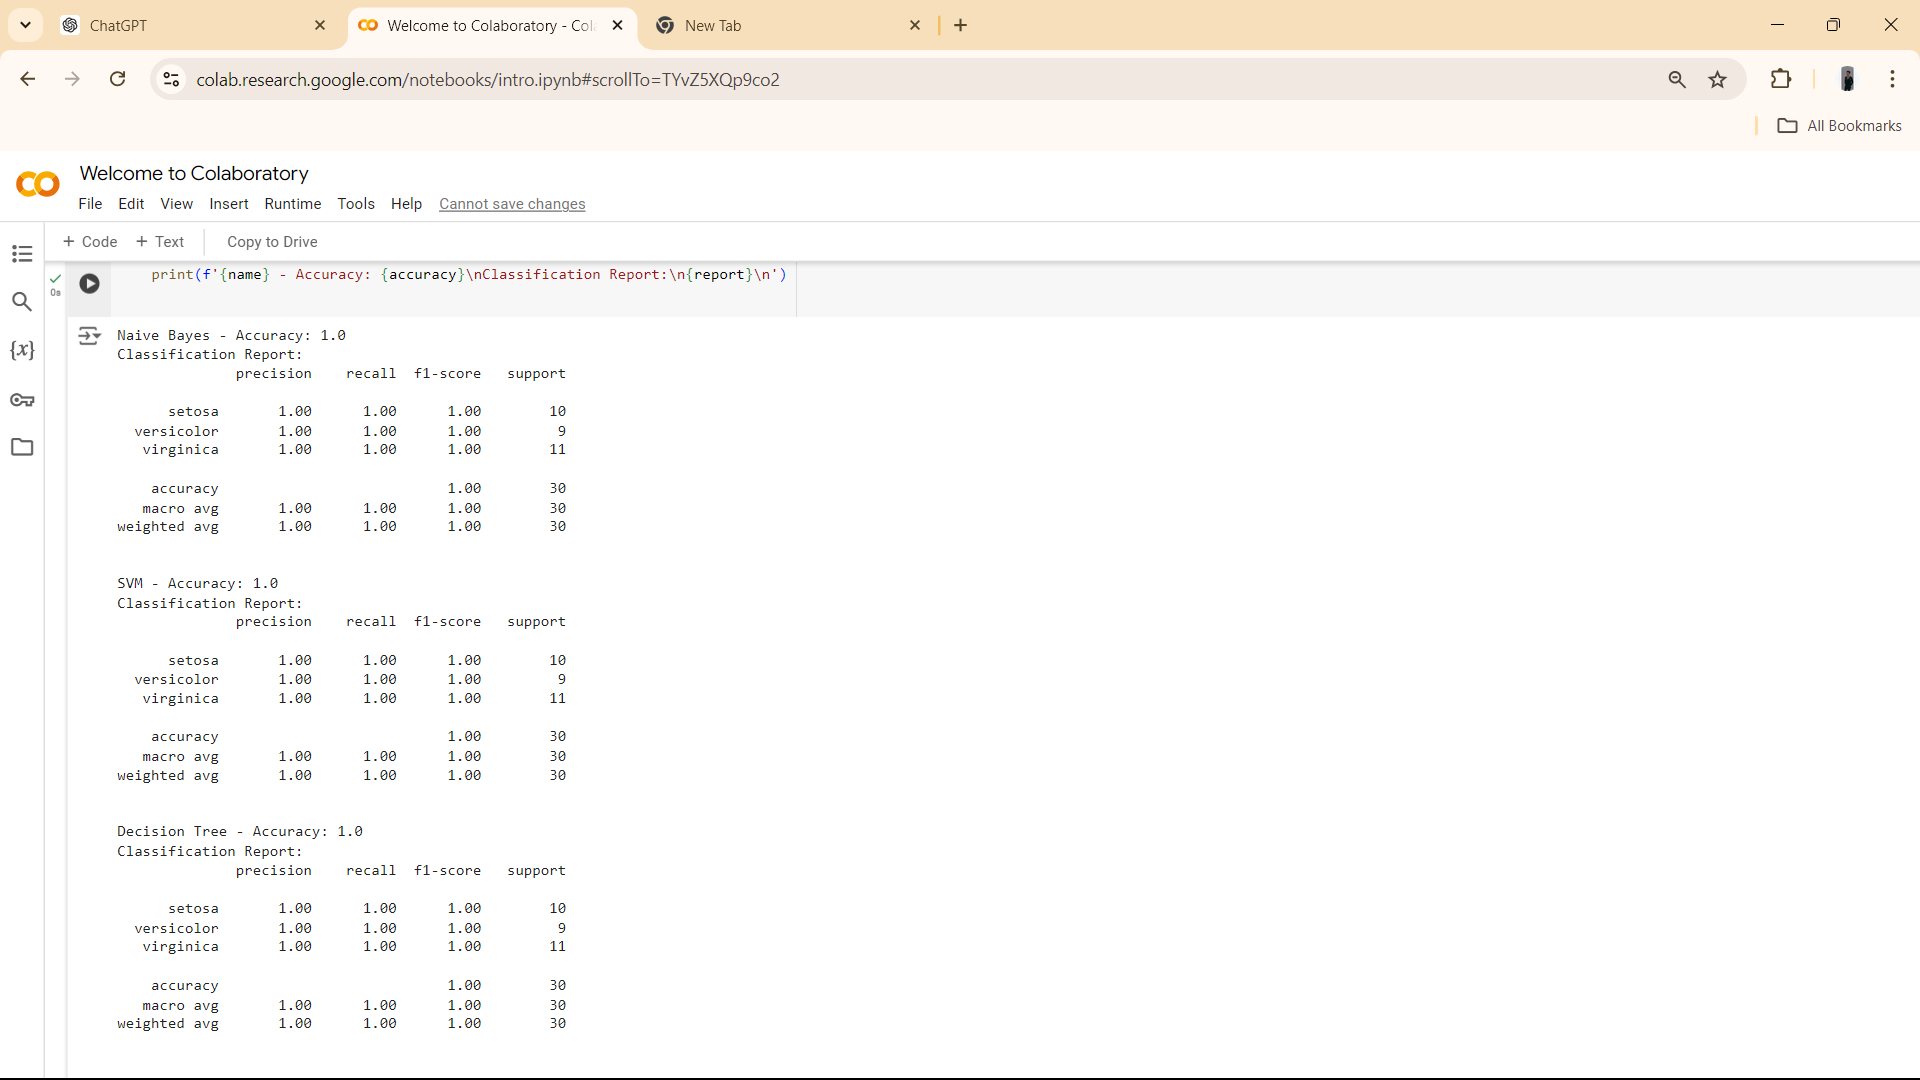 ChatGPT
Welcome to Colaboratory - Col
New Tab
colab.research.google.com/notebooks/intro.ipynb#scrollTo=TYvZ5XQp9co2
All Bookmarks
Welcome to Colaboratory
File Edit View Insert Runtime Tools Help Cannot save changes
+ Code + Text Copy to Drive
print(f'{name} - Accuracy: {accuracy}\nClassification Report:\n{report}\n')
0s
{x}
Naive Bayes - Accuracy: 1.0
Classification Report:
precision recall f1-score support
setosa 1.00 1.00 1.00 10
versicolor 1.00 1.00 1.00 9
virginica 1.00 1.00 1.00 11
accuracy 1.00 30
macro avg 1.00 1.00 1.00 30
weighted avg 1.00 1.00 1.00 30
SVM - Accuracy: 1.0
Classification Report:
precision recall f1-score support
setosa 1.00 1.00 1.00 10
versicolor 1.00 1.00 1.00 9
virginica 1.00 1.00 1.00 11
accuracy 1.00 30
macro avg 1.00 1.00 1.00 30
weighted avg 1.00 1.00 1.00 30
Decision Tree - Accuracy: 1.0
Classification Report:
precision recall f1-score support
setosa 1.00 1.00 1.00 10
versicolor 1.00 1.00 1.00 9
virginica 1.00 1.00 1.00 11
accuracy 1.00 30
macro avg 1.00 1.00 1.00 30
weighted avg 1.00 1.00 1.00 30